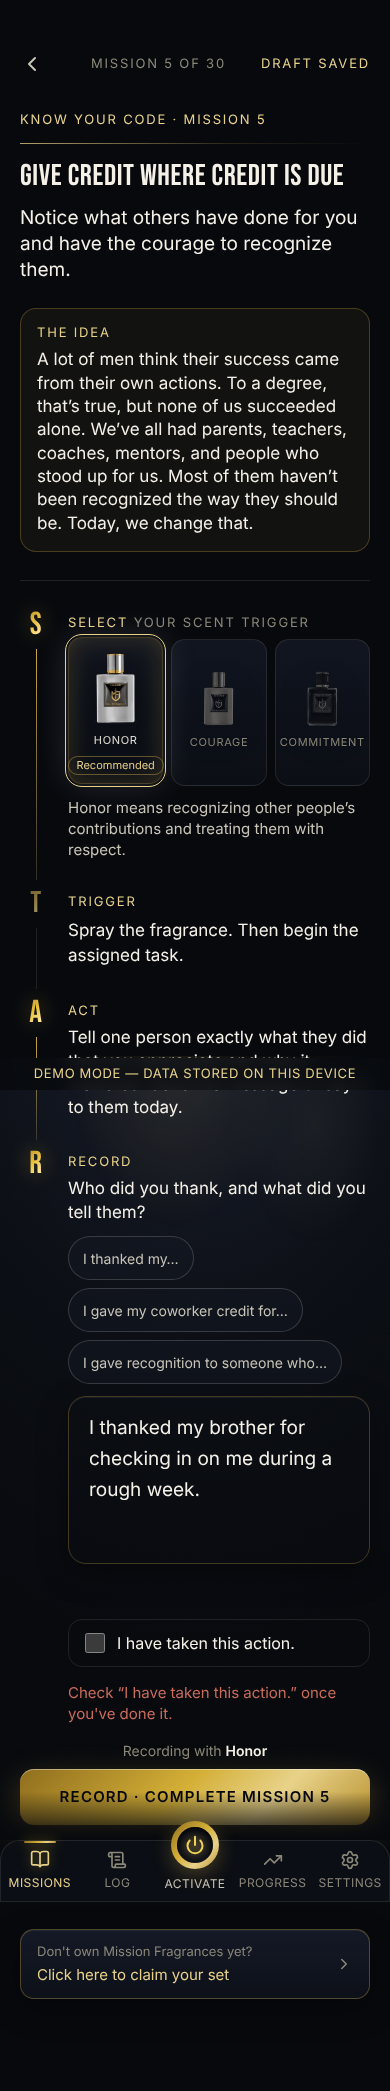 MISSION 5 OF 30
DRAFT SAVED
KNOW YOUR CODE · MISSION 5
GIVE CREDIT WHERE CREDIT IS DUE
Notice what others have done for you
and have the courage to recognize
them.
THE IDEA
A lot of men think their success came
from their own actions. To a degree,
that's true, but none of us succeeded
alone. We've all had parents, teachers,
coaches, mentors, and people who
stood up for us. Most of them haven't
been recognized the way they should
be. Today, we change that.
S
SELECT YOUR SCENT TRIGGER
HONOR
Recommended
COURAGE
COMMITMENT
Honor means recognizing other people's
contributions and treating them with
respect.
T
TRIGGER
Spray the fragrance. Then begin the
assigned task.
A
ACT
Tell one person exactly what they did
DEMO MODE — DATA STORED ON THIS DEVICE
to them today.
R
RECORD
Who did you thank, and what did you
tell them?
I thanked my...
I gave my coworker credit for...
I gave recognition to someone who...
I thanked my brother for
checking in on me during a
rough week.
I have taken this action.
Check “I have taken this action.” once
you've done it.
Recording with Honor
RECORD · COMPLETE MISSION 5
MISSIONS
LOG
ACTIVATE
PROGRESS
SETTINGS
Don't own Mission Fragrances yet?
Click here to claim your set